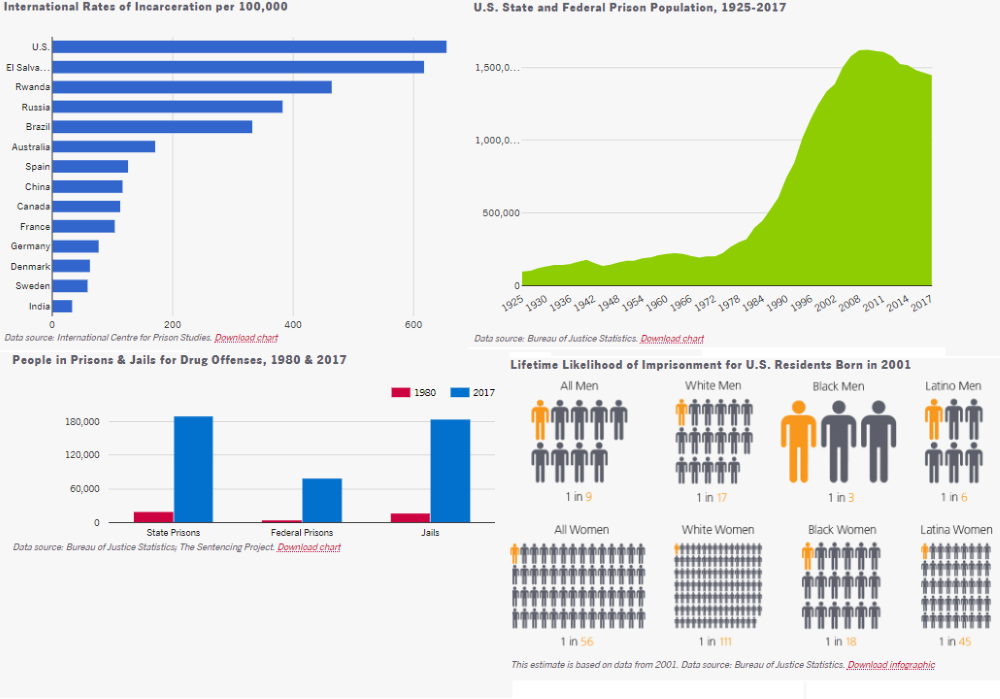 International Rates of Incarceration per 100,000
U.S.
El Salva...
Rwanda
Russia
Brazil
Australia
Spain
China
Canada
France
Germany
Denmark
Sweden
India
0 200 400 600
Data source: International Centre for Prison Studies. Download chart
U.S. State and Federal Prison Population, 1925-2017
1,500,0...
1,000,0...
500,000
0
1925 1930 1936 1942 1948 1954 1960 1966 1972 1978 1984 1990 1996 2002 2008 2011 2014 2017
Data source: Bureau of Justice Statistics. Download chart
People in Prisons & Jails for Drug Offenses, 1980 & 2017
1980 2017
180,000
120,000
60,000
0
State Prisons Federal Prisons Jails
Data source: Bureau of Justice Statistics; The Sentencing Project. Download chart
Lifetime Likelihood of Imprisonment for U.S. Residents Born in 2001
All Men White Men Black Men Latino Men
1 in 9 1 in 17 1 in 3 1 in 6
All Women White Women Black Women Latina Women
1 in 56 1 in 111 1 in 18 1 in 45
This estimate is based on data from 2001. Data source: Bureau of Justice Statistics. Download infographic